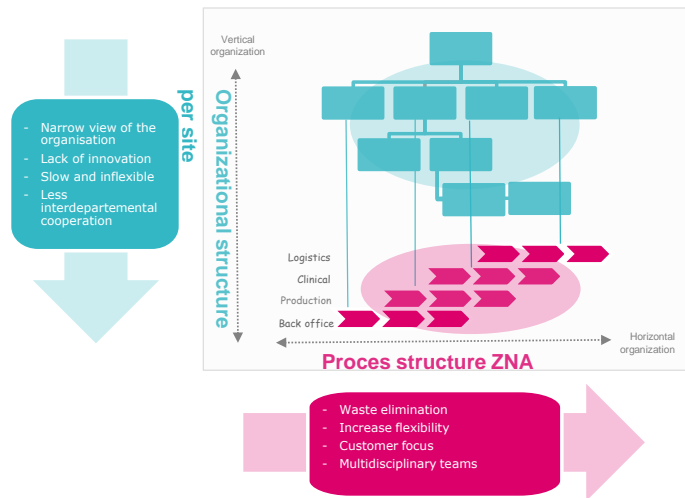 Vertical
organization
Organizational structure
per site
- Narrow view of the
organisation
- Lack of innovation
- Slow and inflexible
- Less
interdepartemental
cooperation
Logistics
Clinical
Production
Back office
Horizontal
organization
Proces structure ZNA
- Waste elimination
- Increase flexibility
- Customer focus
- Multidisciplinary teams